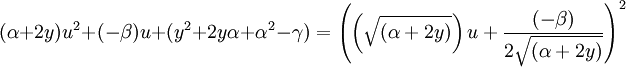 (α + 2y)u² + (−β)u + (y² + 2yα + α² − γ) = ( (√(α + 2y)) u + (−β) / (2√(α + 2y)) )²